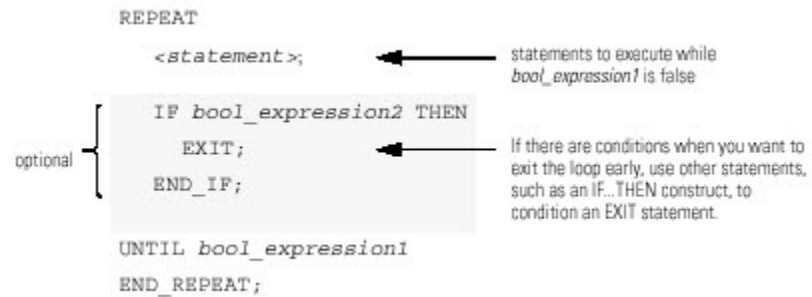 REPEAT
<statement>;
statements to execute while
bool_expression1 is false
optional
IF bool_expression2 THEN
EXIT;
END_IF;
If there are conditions when you want to
exit the loop early, use other statements,
such as an IF...THEN construct, to
condition an EXIT statement.
UNTIL bool_expression1
END_REPEAT;